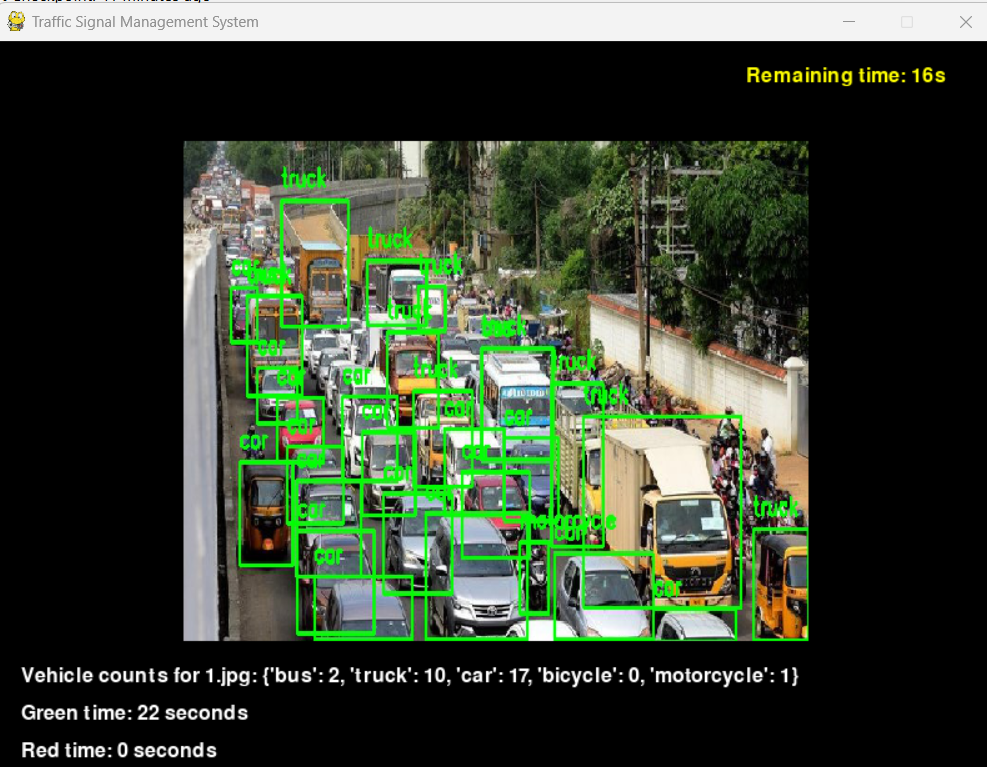 Traffic Signal Management System
Remaining time: 16s
truck
truck
truck
car
truck
truck
car
truck
truck
car
car
truck
truck
car
car
car
car
car
car
car
car
car
truck
motorcycle
car
car
car
Vehicle counts for 1.jpg: {'bus': 2, 'truck': 10, 'car': 17, 'bicycle': 0, 'motorcycle': 1}
Green time: 22 seconds
Red time: 0 seconds